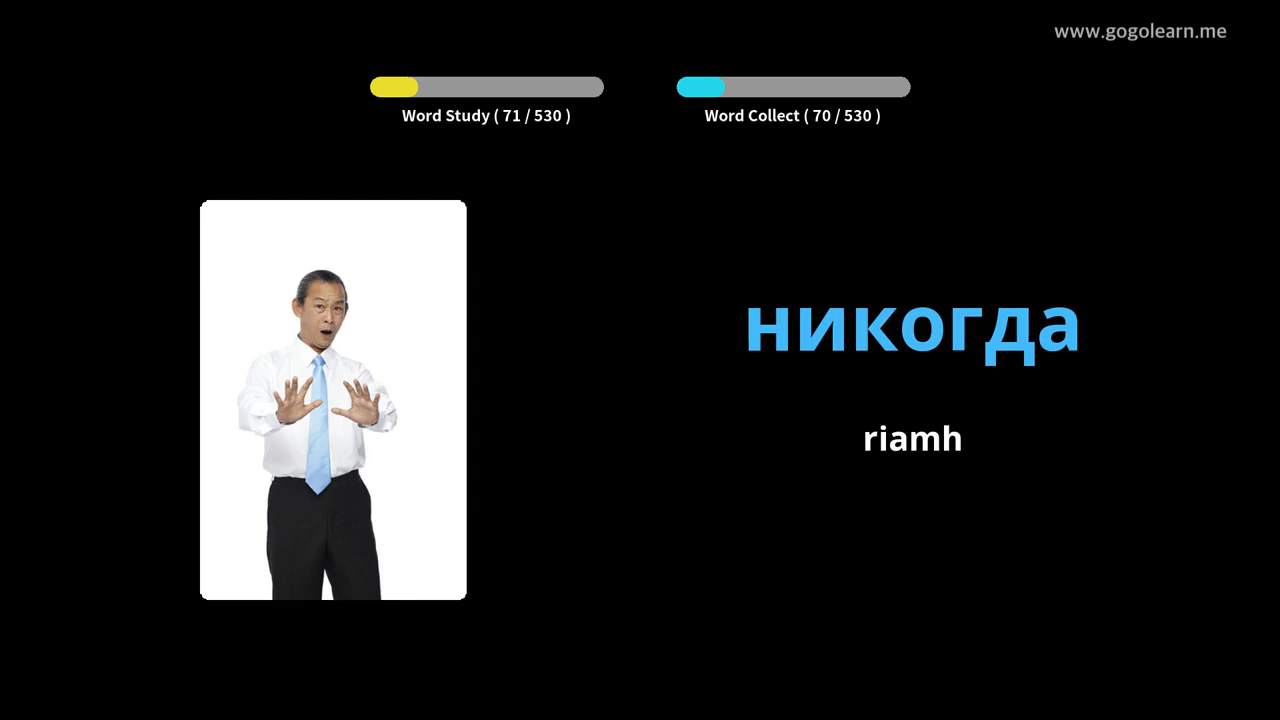 www.gogolearn.me
Word Study ( 71 / 530 )
Word Collect ( 70 / 530 )
никогда
riamh